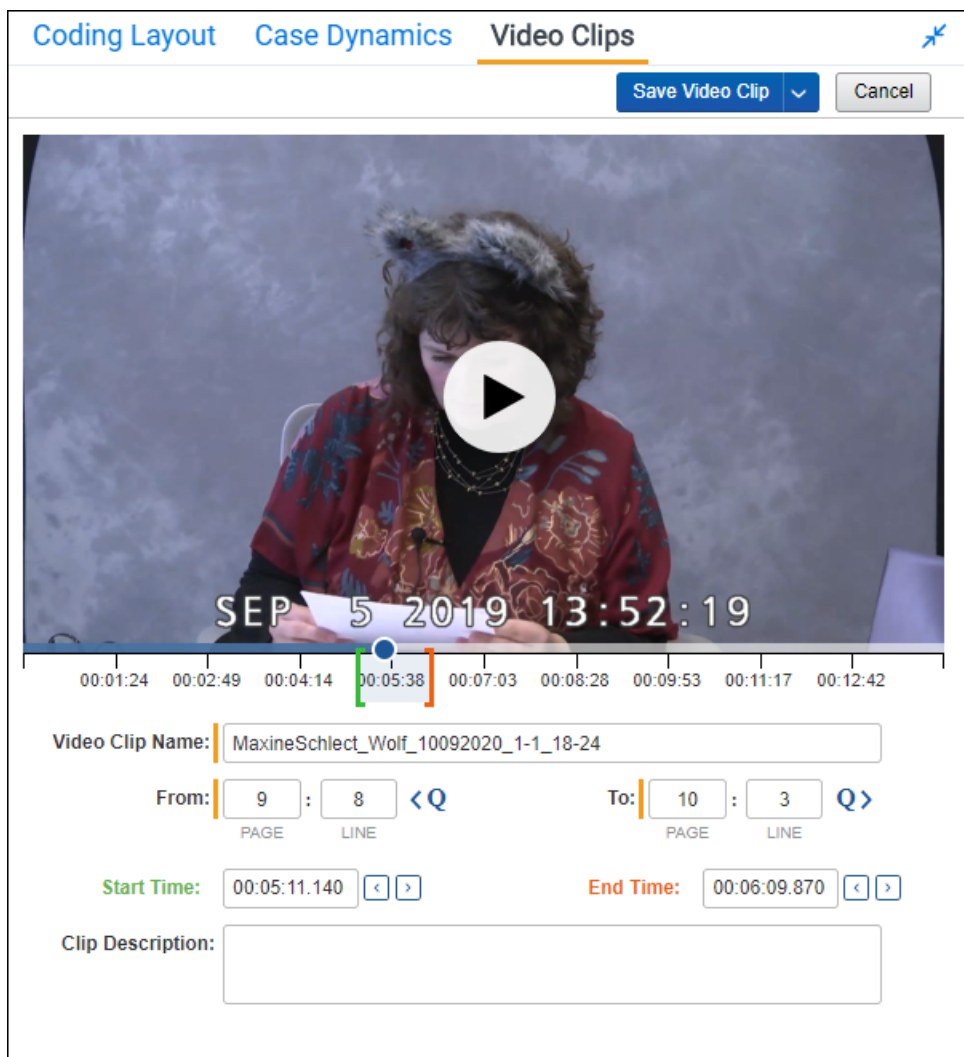 Coding Layout Case Dynamics Video Clips
Save Video Clip Cancel
SEP 5 2019 13:52:19
00:01:24 00:02:49 00:04:14 00:05:38 00:07:03 00:08:28 00:09:53 00:11:17 00:12:42
Video Clip Name: MaxineSchlect_Wolf_10092020_1-1_18-24
From: 9 : 8 <Q To: 10 : 3 Q>
PAGE LINE PAGE LINE
Start Time: 00:05:11.140 < > End Time: 00:06:09.870 < >
Clip Description: